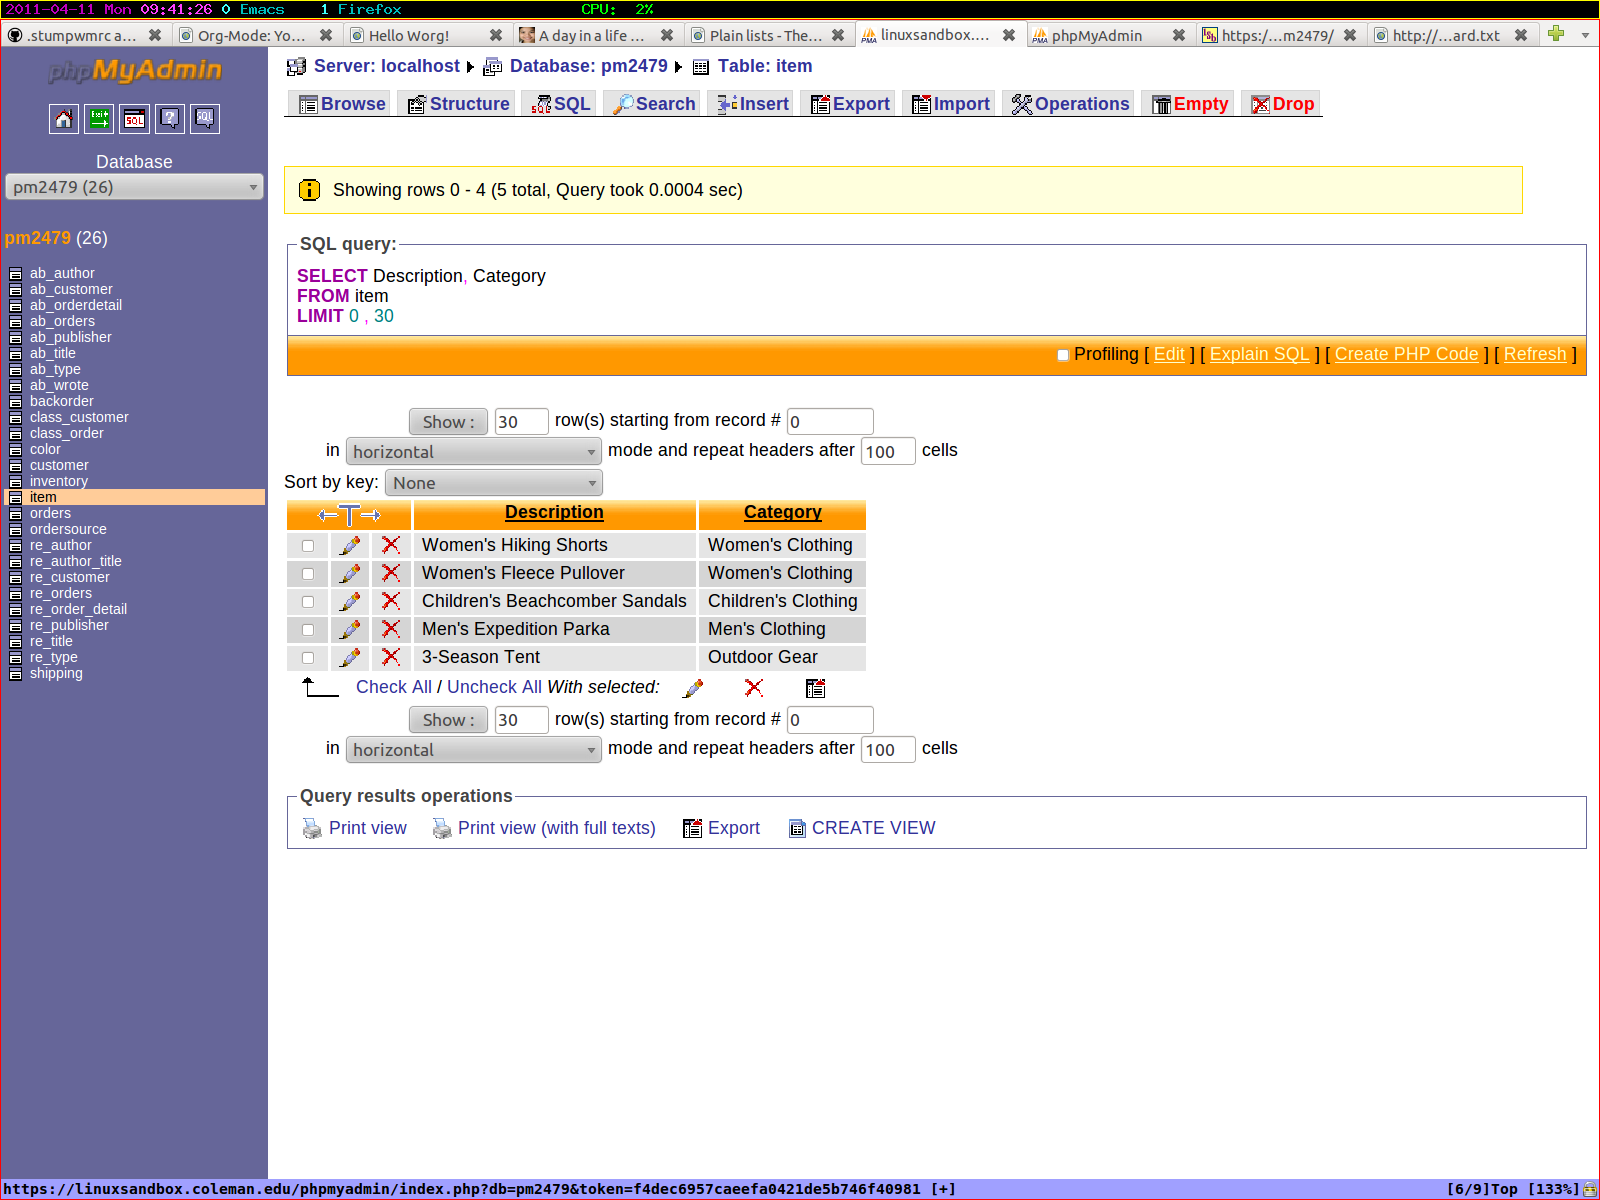 2011-04-11 Mon 09:41:26 0 Emacs 1 Firefox CPU: 2%
.stumpwmrc a... Org-Mode: Yo... Hello Worg! A day in a life ... Plain lists - The... linuxsandbox.... phpMyAdmin https:/...m2479/ http://...ard.txt
phpMyAdmin
Server: localhost Database: pm2479 Table: item
Browse Structure SQL Search Insert Export Import Operations Empty Drop
Database
pm2479 (26)
pm2479 (26)
ab_author
ab_customer
ab_orderdetail
ab_orders
ab_publisher
ab_title
ab_type
ab_wrote
backorder
class_customer
class_order
color
customer
inventory
item
orders
ordersource
re_author
re_author_title
re_customer
re_orders
re_order_detail
re_publisher
re_title
re_type
shipping
Showing rows 0 - 4 (5 total, Query took 0.0004 sec)
SQL query:
SELECT Description, Category
FROM item
LIMIT 0 , 30
Profiling [ Edit ] [ Explain SQL ] [ Create PHP Code ] [ Refresh ]
Show : 30 row(s) starting from record # 0
in horizontal mode and repeat headers after 100 cells
Sort by key: None
Description Category
Women's Hiking Shorts Women's Clothing
Women's Fleece Pullover Women's Clothing
Children's Beachcomber Sandals Children's Clothing
Men's Expedition Parka Men's Clothing
3-Season Tent Outdoor Gear
Check All / Uncheck All With selected:
Show : 30 row(s) starting from record # 0
in horizontal mode and repeat headers after 100 cells
Query results operations
Print view Print view (with full texts) Export CREATE VIEW
https://linuxsandbox.coleman.edu/phpmyadmin/index.php?db=pm2479&token=f4dec6957caeefa0421de5b746f40981 [+] [6/9]Top [133%]